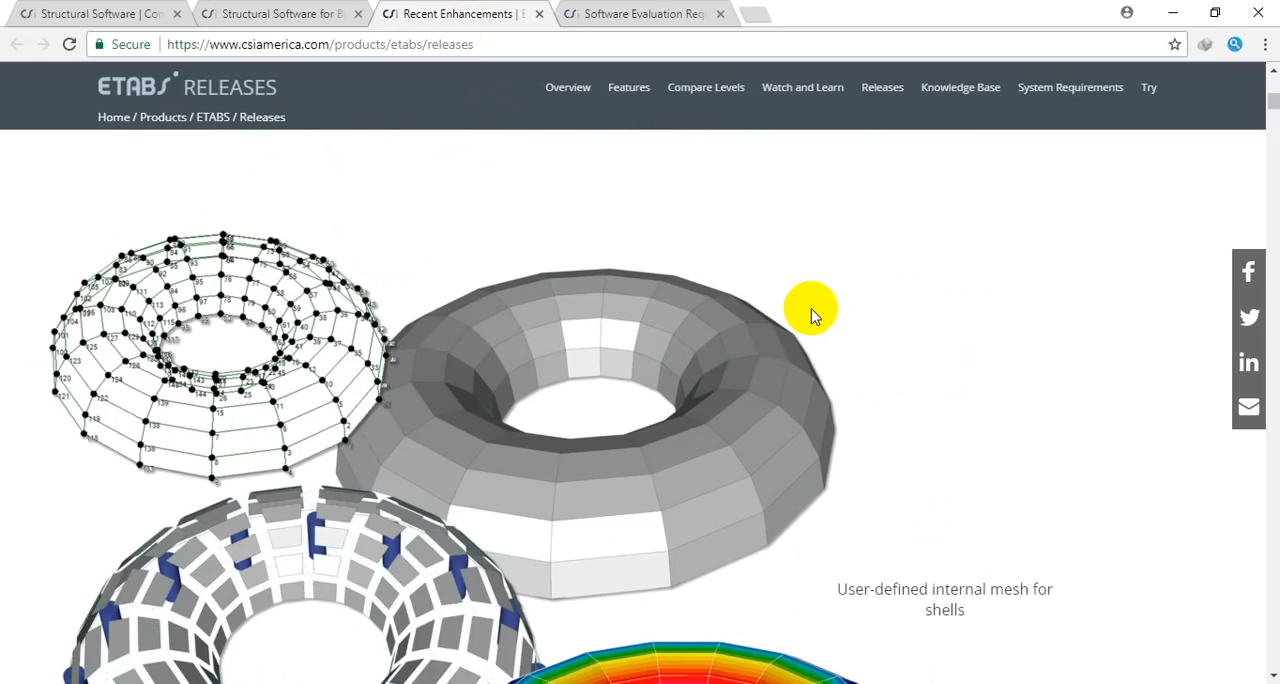 Structural Software | Con
Structural Software for B
Recent Enhancements | E
Software Evaluation Req
Secure
https://www.csiamerica.com/products/etabs/releases
ETABS RELEASES
Overview
Features
Compare Levels
Watch and Learn
Releases
Knowledge Base
System Requirements
Try
Home / Products / ETABS / Releases
User-defined internal mesh for
shells